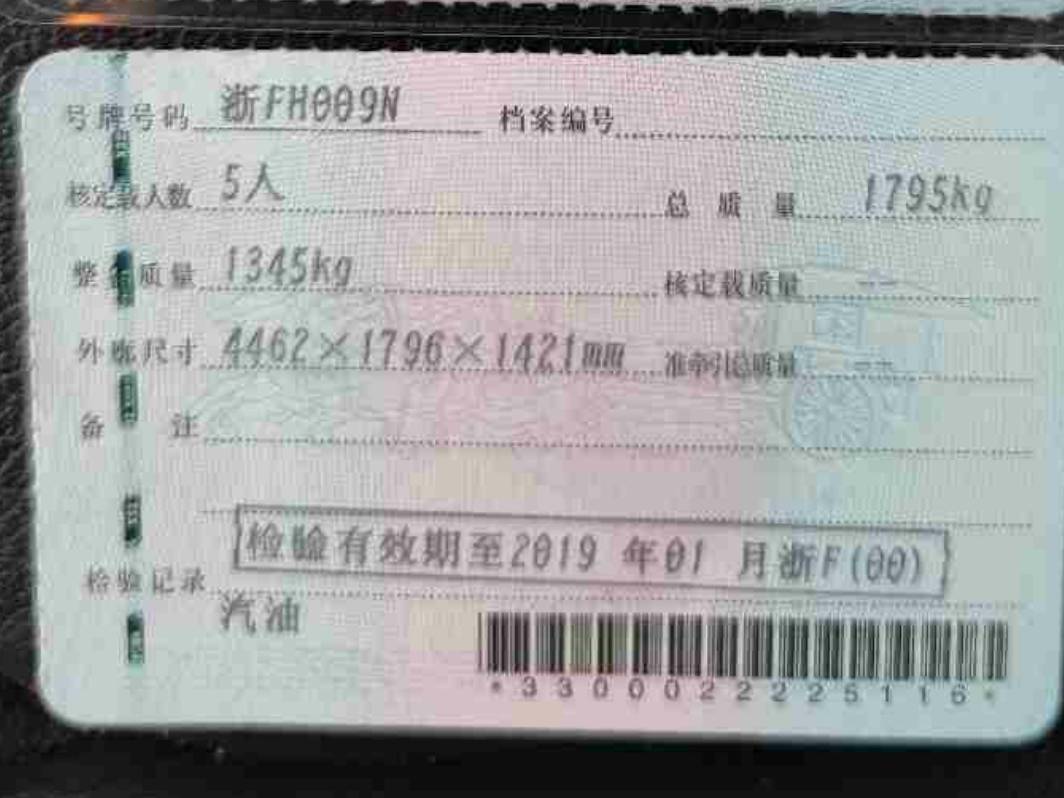 号牌号码 浙FH009N 档案编号
核定载人数 5人 总质量 1795kg
整备质量 1345kg 核定载质量 --
外廓尺寸 4462×1796×1421mm 准牵引总质量 --
备注
检验记录 检验有效期至2019年01月浙F(00)
汽油
*3300022225116*